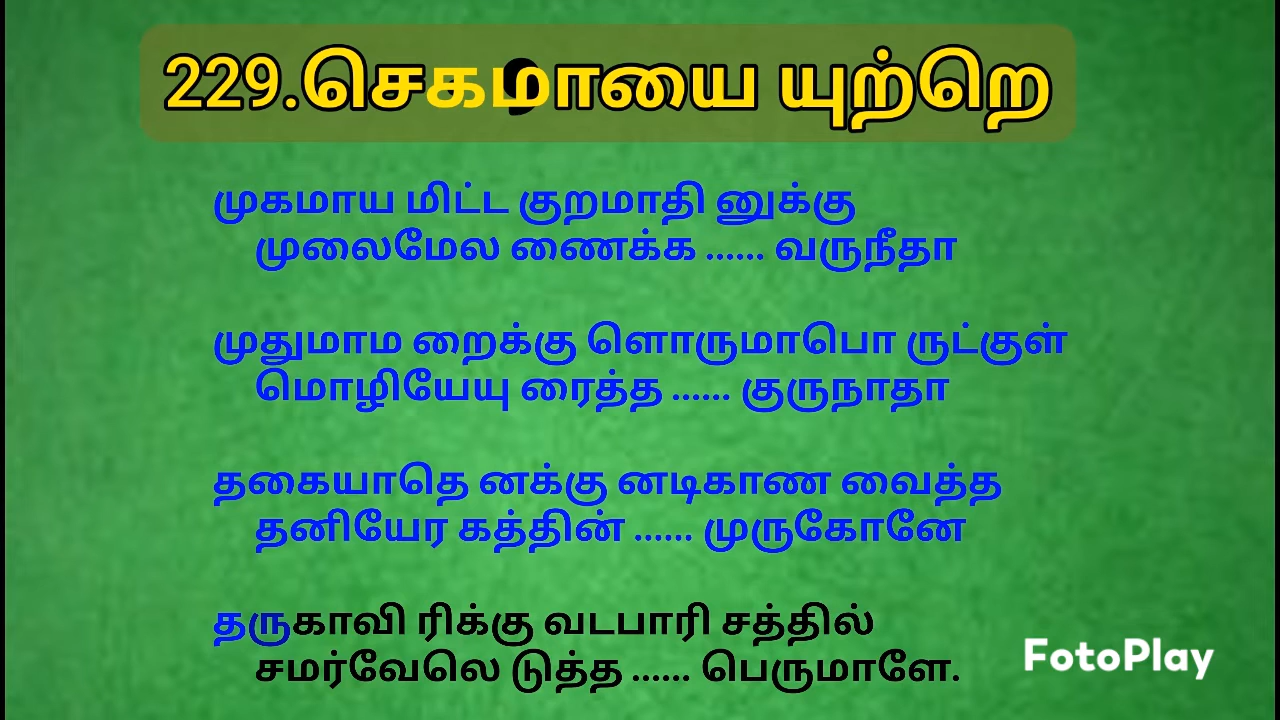 229.செகமாயை யுற்றெ
முகமாய மிட்ட குறமாதி னுக்கு
முலைமேல ணைக்க ...... வருநீதா
முதுமாம றைக்கு ளொருமாபொ ருட்குள்
மொழியேயு ரைத்த ...... குருநாதா
தகையாதெ னக்கு னடிகாண வைத்த
தனியேர கத்தின் ...... முருகோனே
தருகாவி ரிக்கு வடபாரி சத்தில்
சமர்வேலெ டுத்த ...... பெருமாளே.
FotoPlay